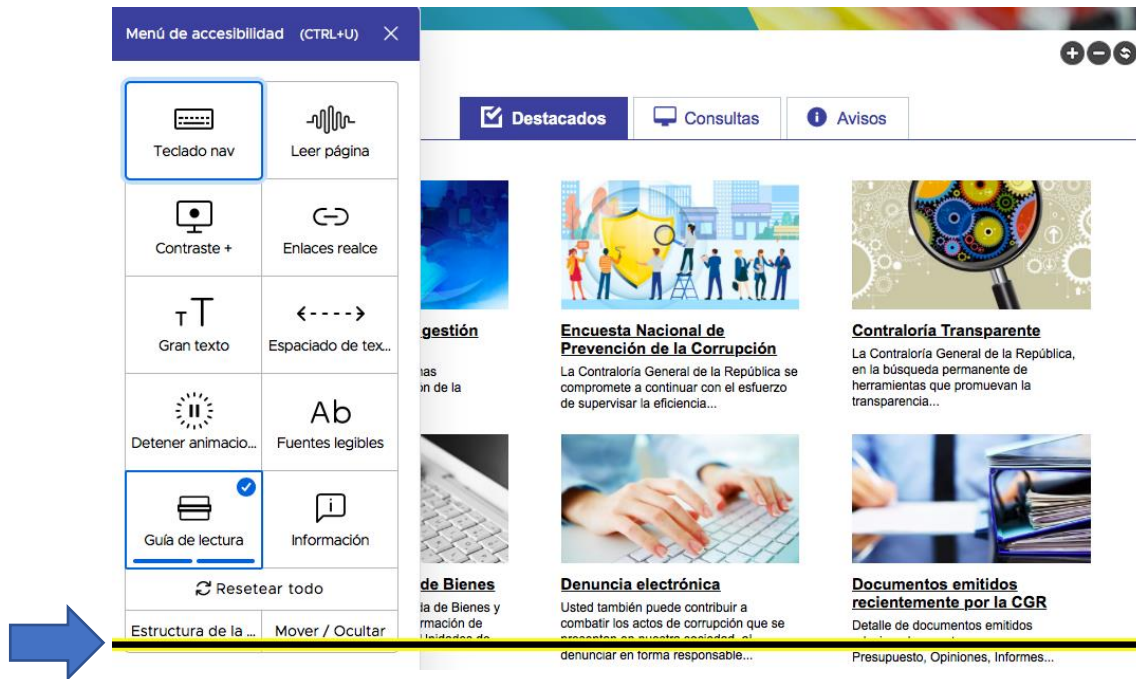 Menú de accesibilidad (CTRL+U)
Teclado nav
Leer página
Contraste +
Enlaces realce
Gran texto
Espaciado de tex...
Detener animacio...
Ab
Fuentes legibles
Guía de lectura
Información
Resetear todo
Estructura de la ...
Mover / Ocultar
Destacados
Consultas
Avisos
gestión
ón de la
Encuesta Nacional de
Prevención de la Corrupción
La Contraloría General de la República se
compromete a continuar con el esfuerzo
de supervisar la eficiencia...
Contraloría Transparente
La Contraloría General de la República,
en la búsqueda permanente de
herramientas que promuevan la
transparencia...
de Bienes
de Bienes y
rmación de
Denuncia electrónica
Usted también puede contribuir a
combatir los actos de corrupción que se
denunciar en forma responsable...
Documentos emitidos
recientemente por la CGR
Detalle de documentos emitidos
Presupuesto, Opiniones, Informes...